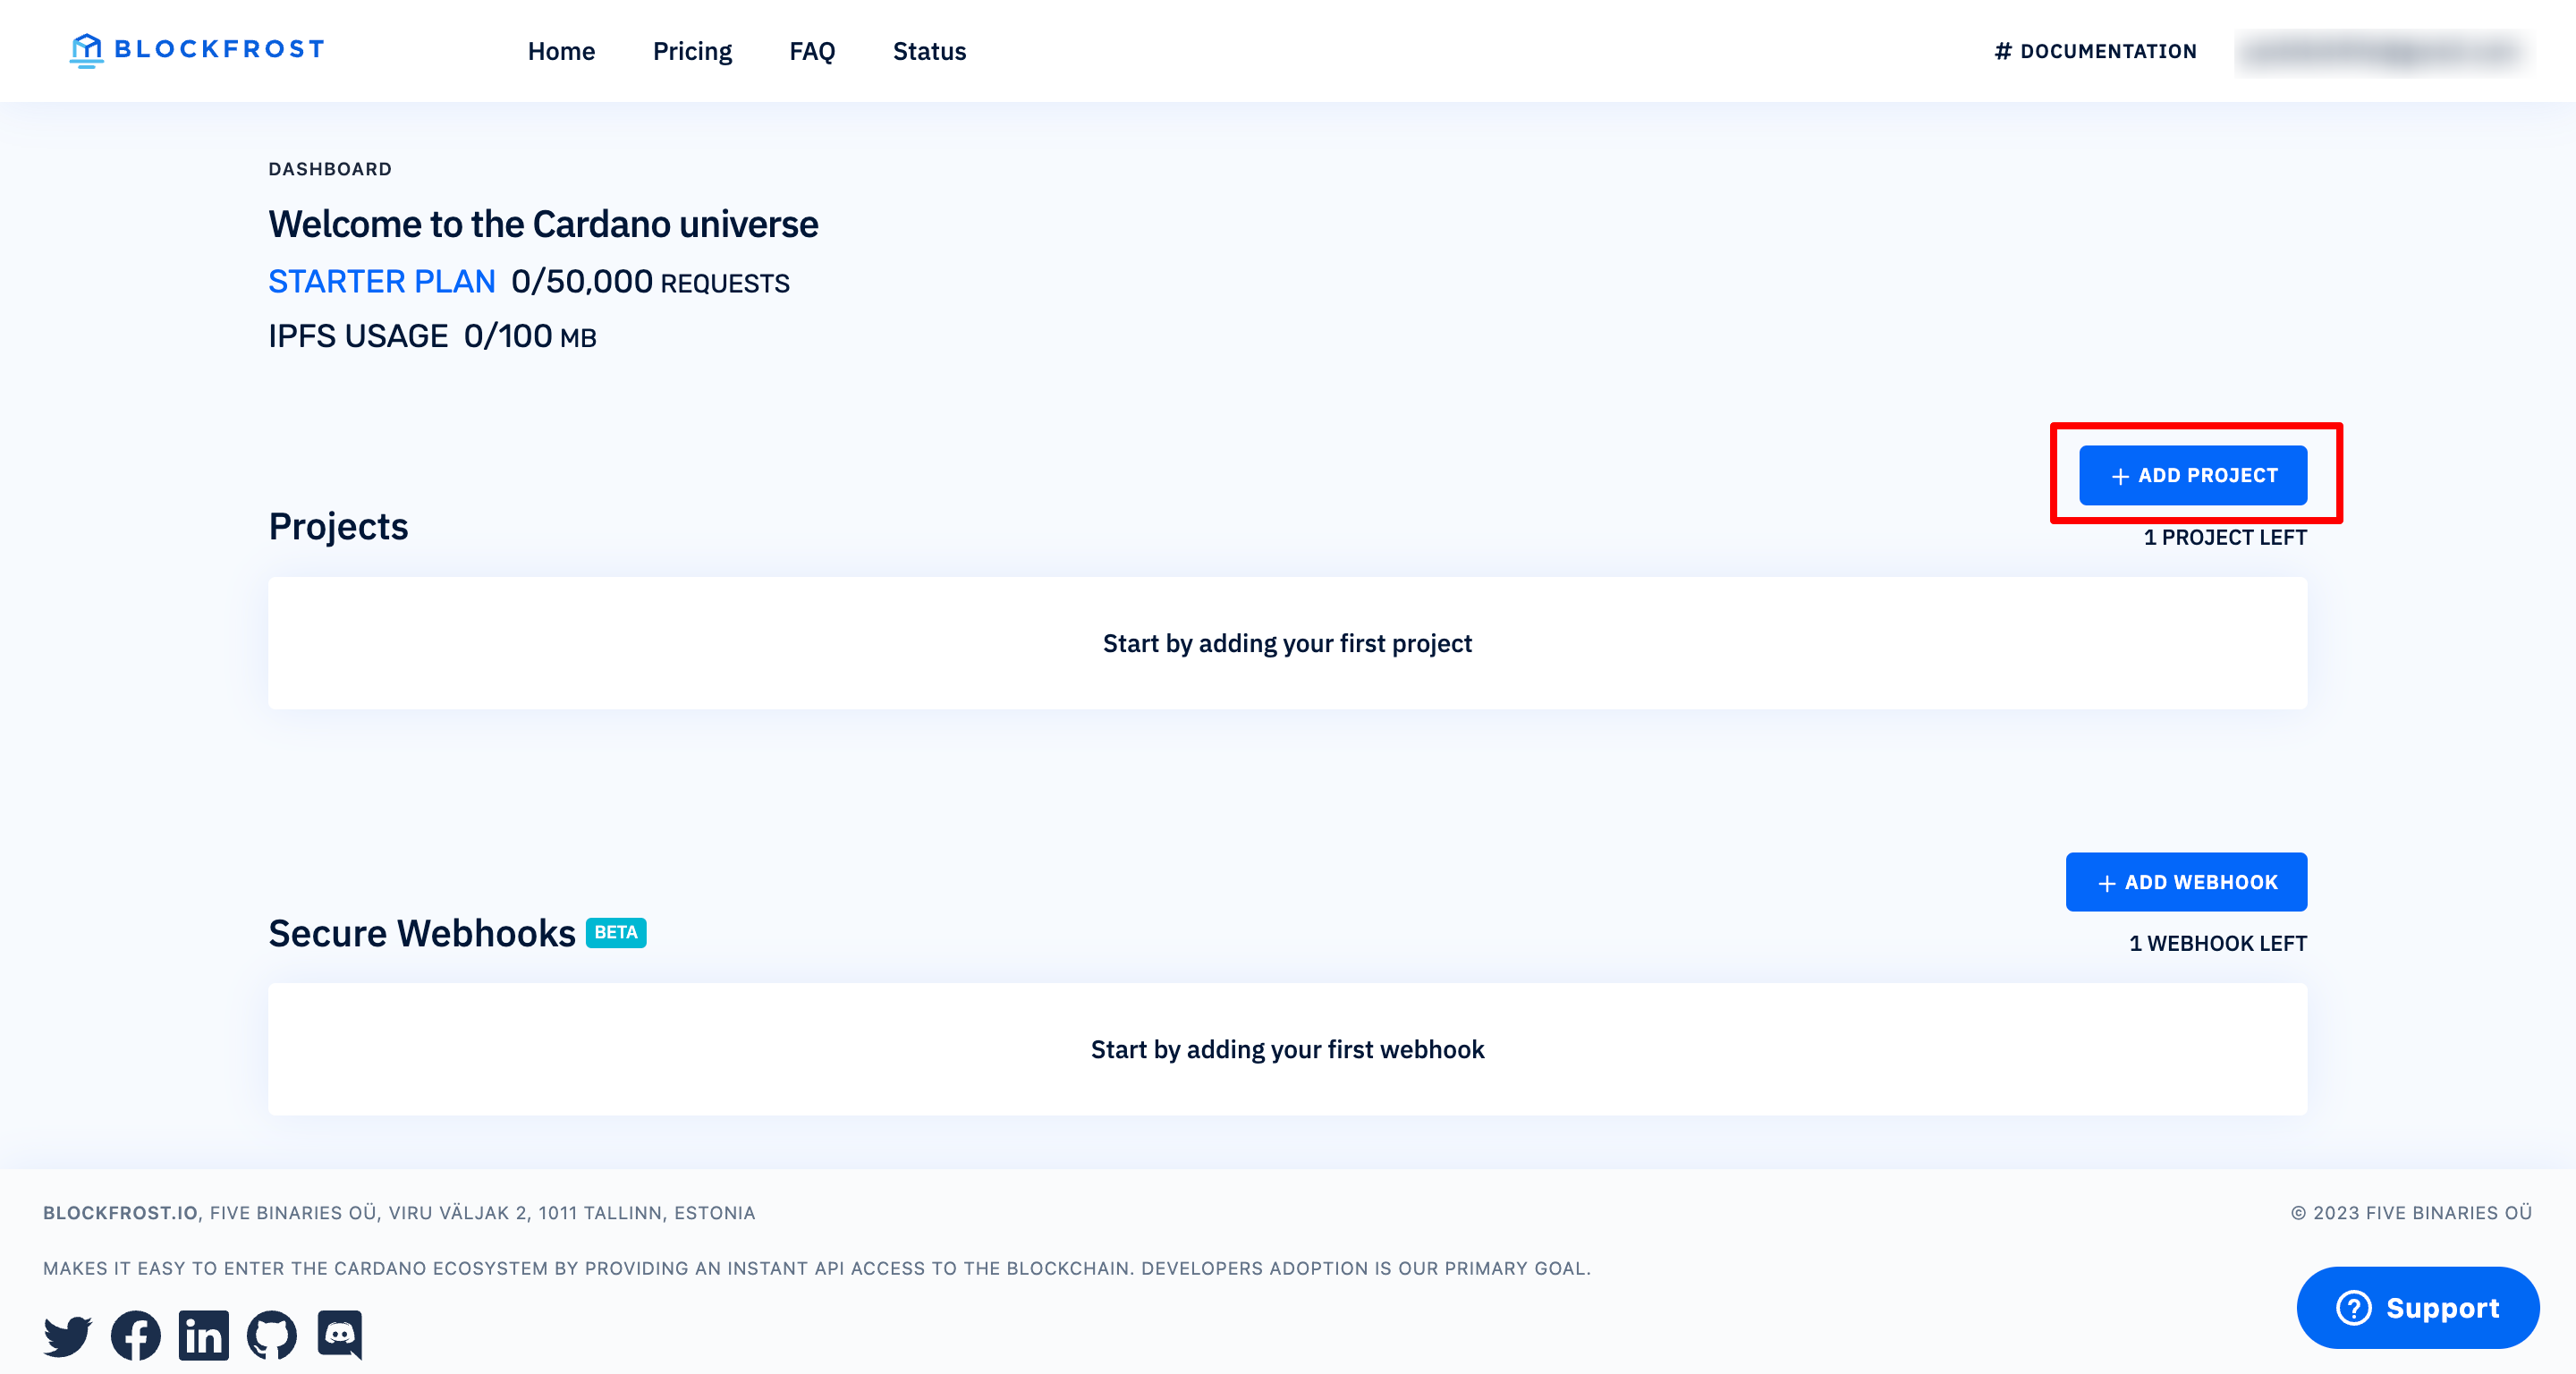 BLOCKFROST
Home Pricing FAQ Status
# DOCUMENTATION
DASHBOARD
Welcome to the Cardano universe
STARTER PLAN 0/50,000 REQUESTS
IPFS USAGE 0/100 MB
+ ADD PROJECT
Projects
1 PROJECT LEFT
Start by adding your first project
+ ADD WEBHOOK
Secure Webhooks BETA
1 WEBHOOK LEFT
Start by adding your first webhook
BLOCKFROST.IO, FIVE BINARIES OÜ, VIRU VÄLJAK 2, 1011 TALLINN, ESTONIA
© 2023 FIVE BINARIES OÜ
MAKES IT EASY TO ENTER THE CARDANO ECOSYSTEM BY PROVIDING AN INSTANT API ACCESS TO THE BLOCKCHAIN. DEVELOPERS ADOPTION IS OUR PRIMARY GOAL.
in
? Support